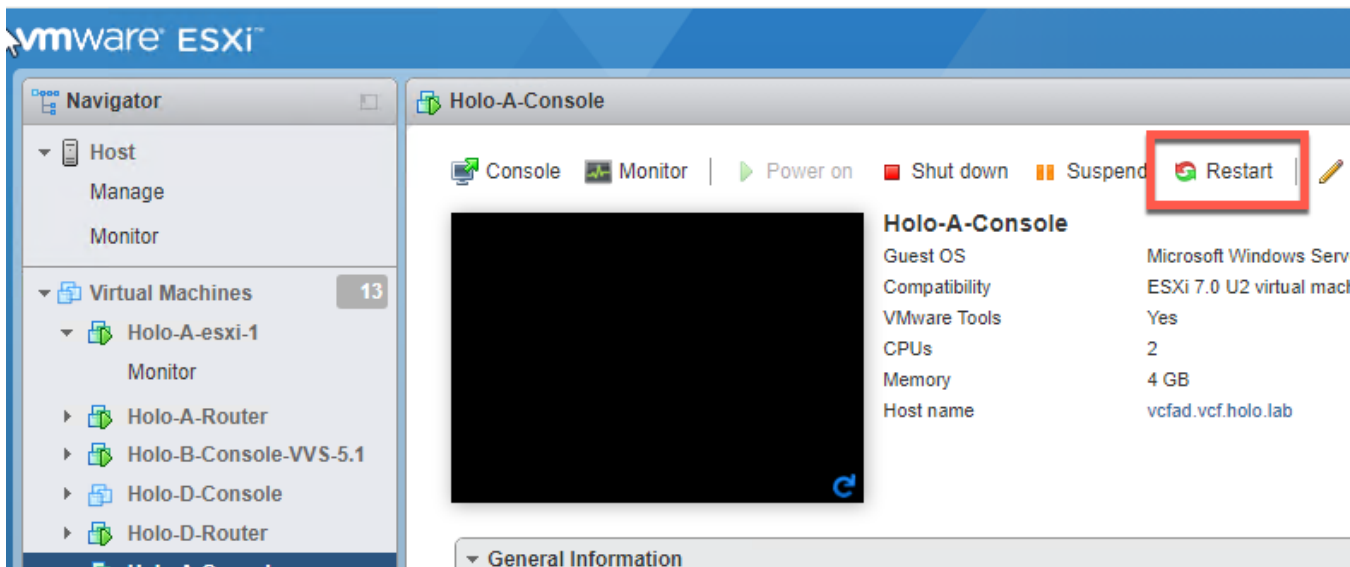 vmware® ESXi™
Navigator
Host
Manage
Monitor
Virtual Machines 13
Holo-A-esxi-1
Monitor
Holo-A-Router
Holo-B-Console-VVS-5.1
Holo-D-Console
Holo-D-Router
Holo-A-Console
Console Monitor Power on Shut down Suspend Restart
Holo-A-Console
Guest OS Microsoft Windows
Compatibility ESXi 7.0 U2 virtual
VMware Tools Yes
CPUs 2
Memory 4 GB
Host name vcfad.vcf.holo.lab
General Information